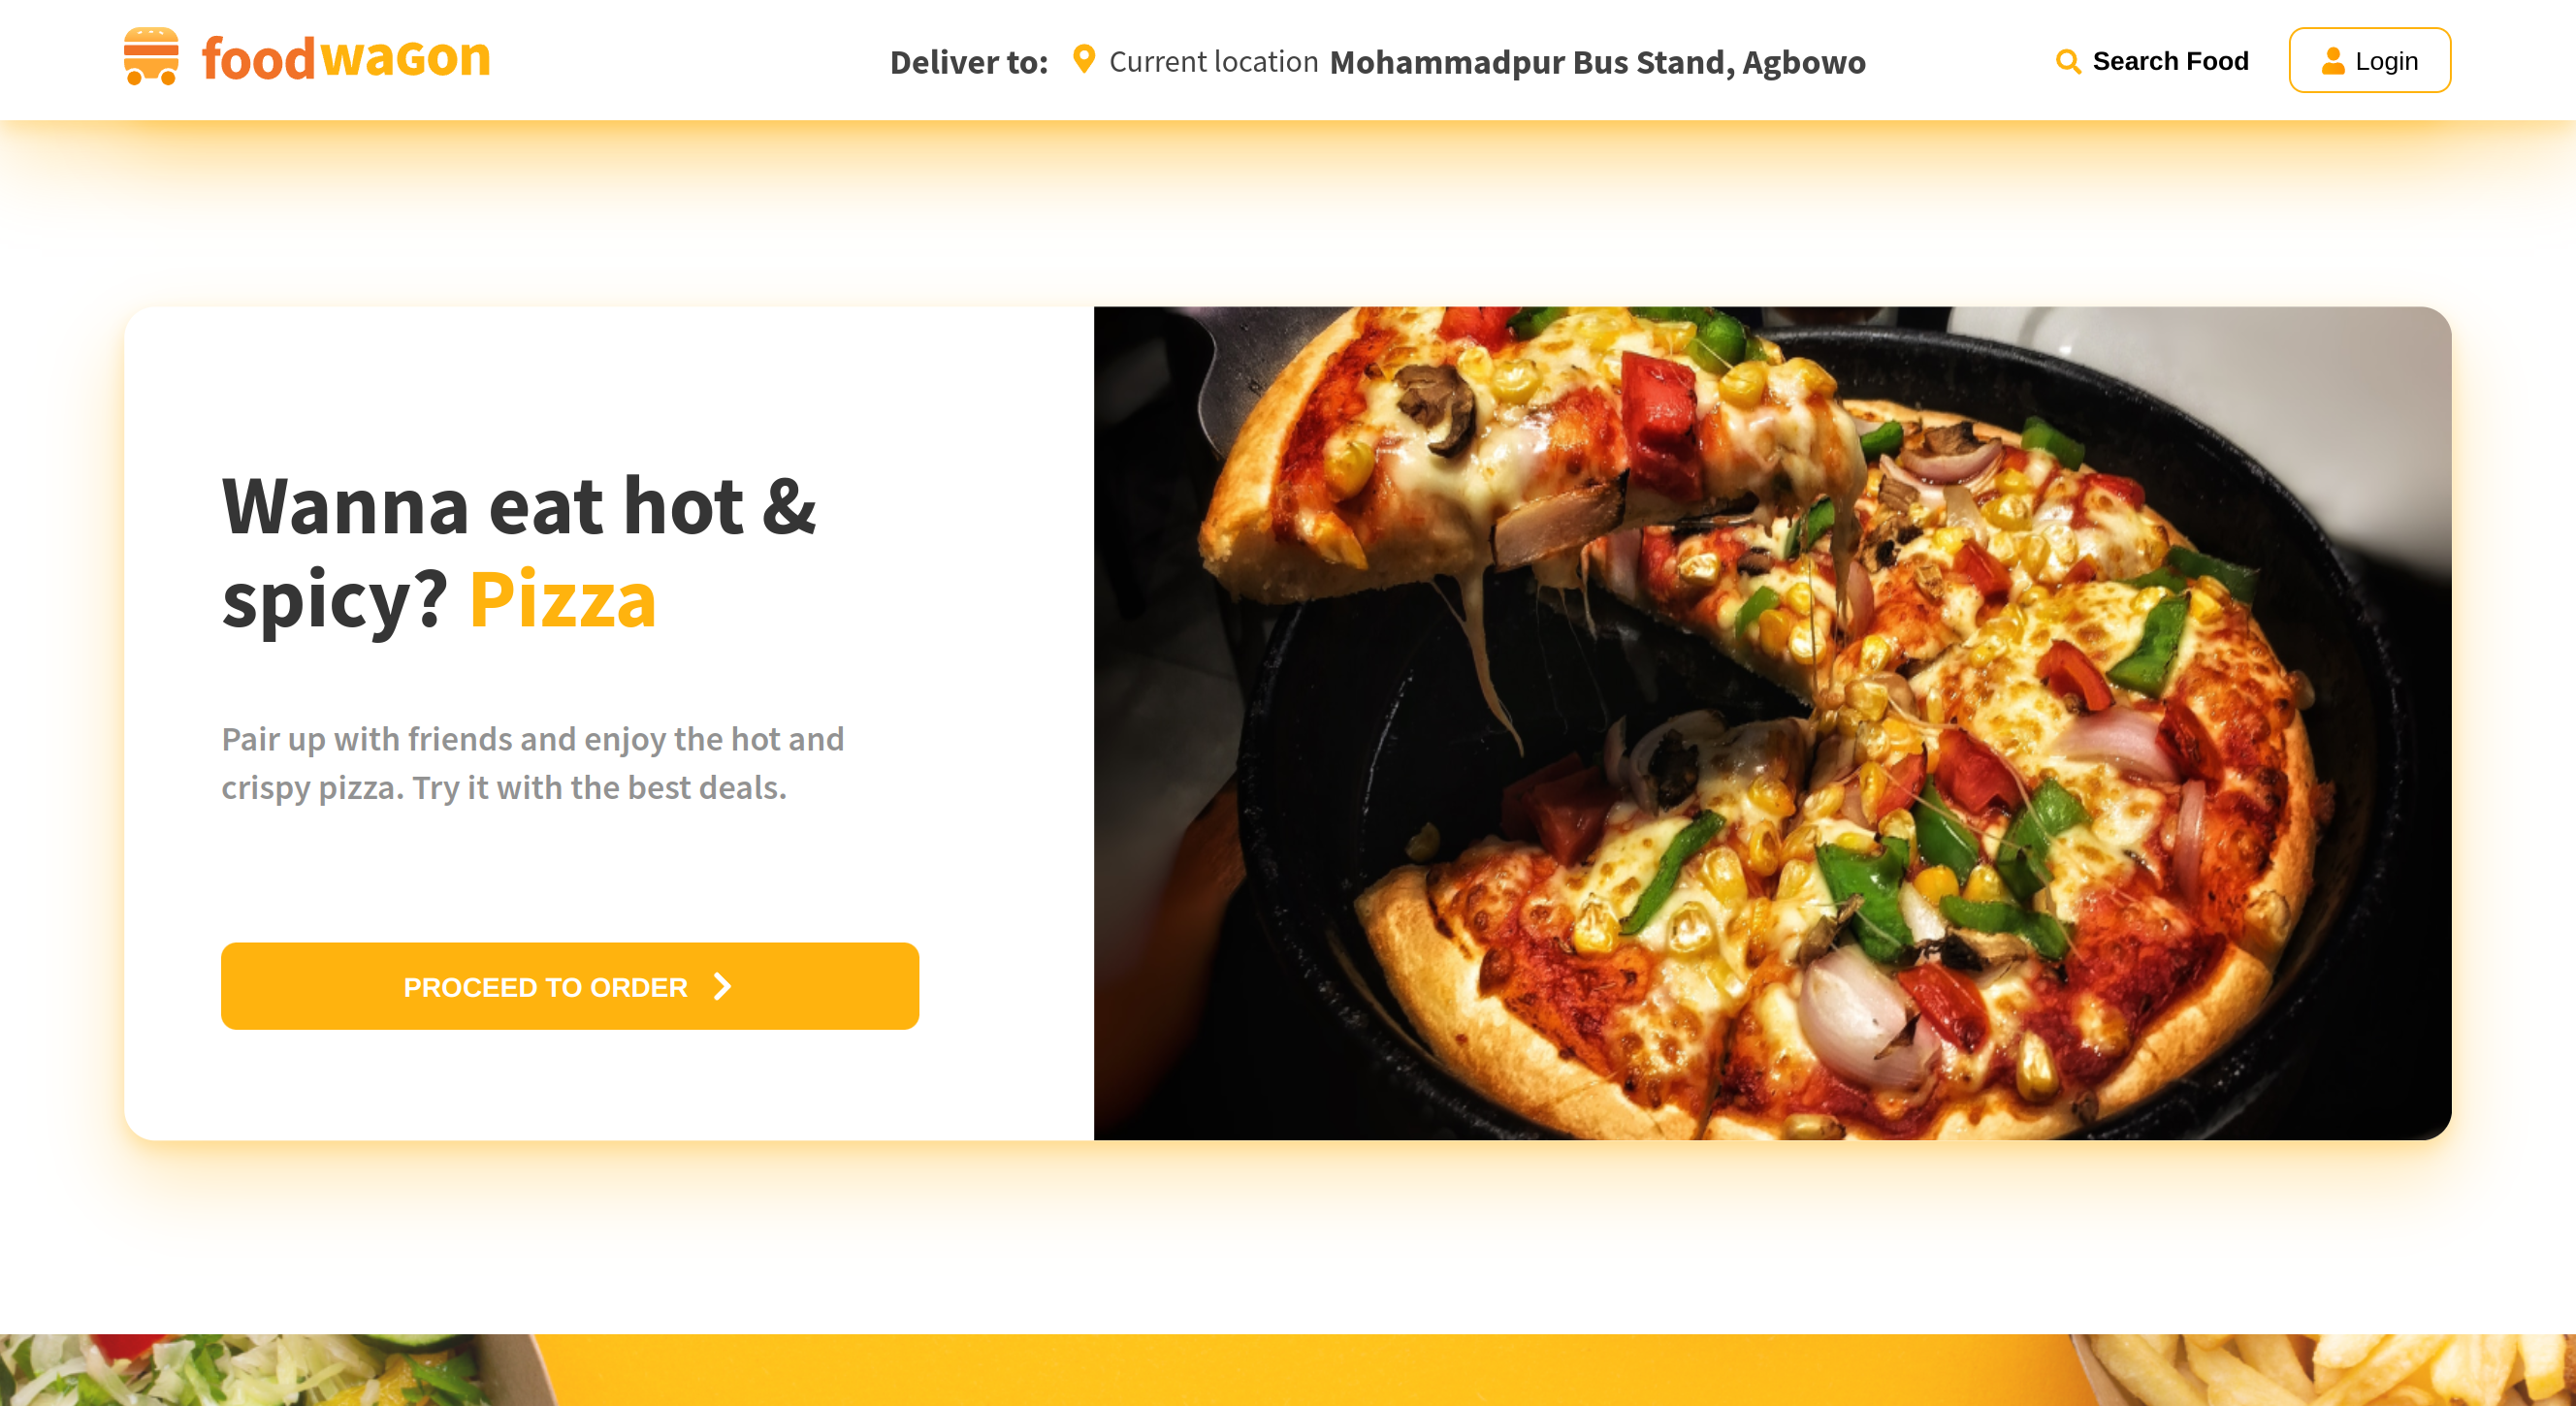 foodwagon
Deliver to: Current location Mohammadpur Bus Stand, Agbowo
Search Food
Login
Wanna eat hot &
spicy? Pizza
Pair up with friends and enjoy the hot and
crispy pizza. Try it with the best deals.
PROCEED TO ORDER